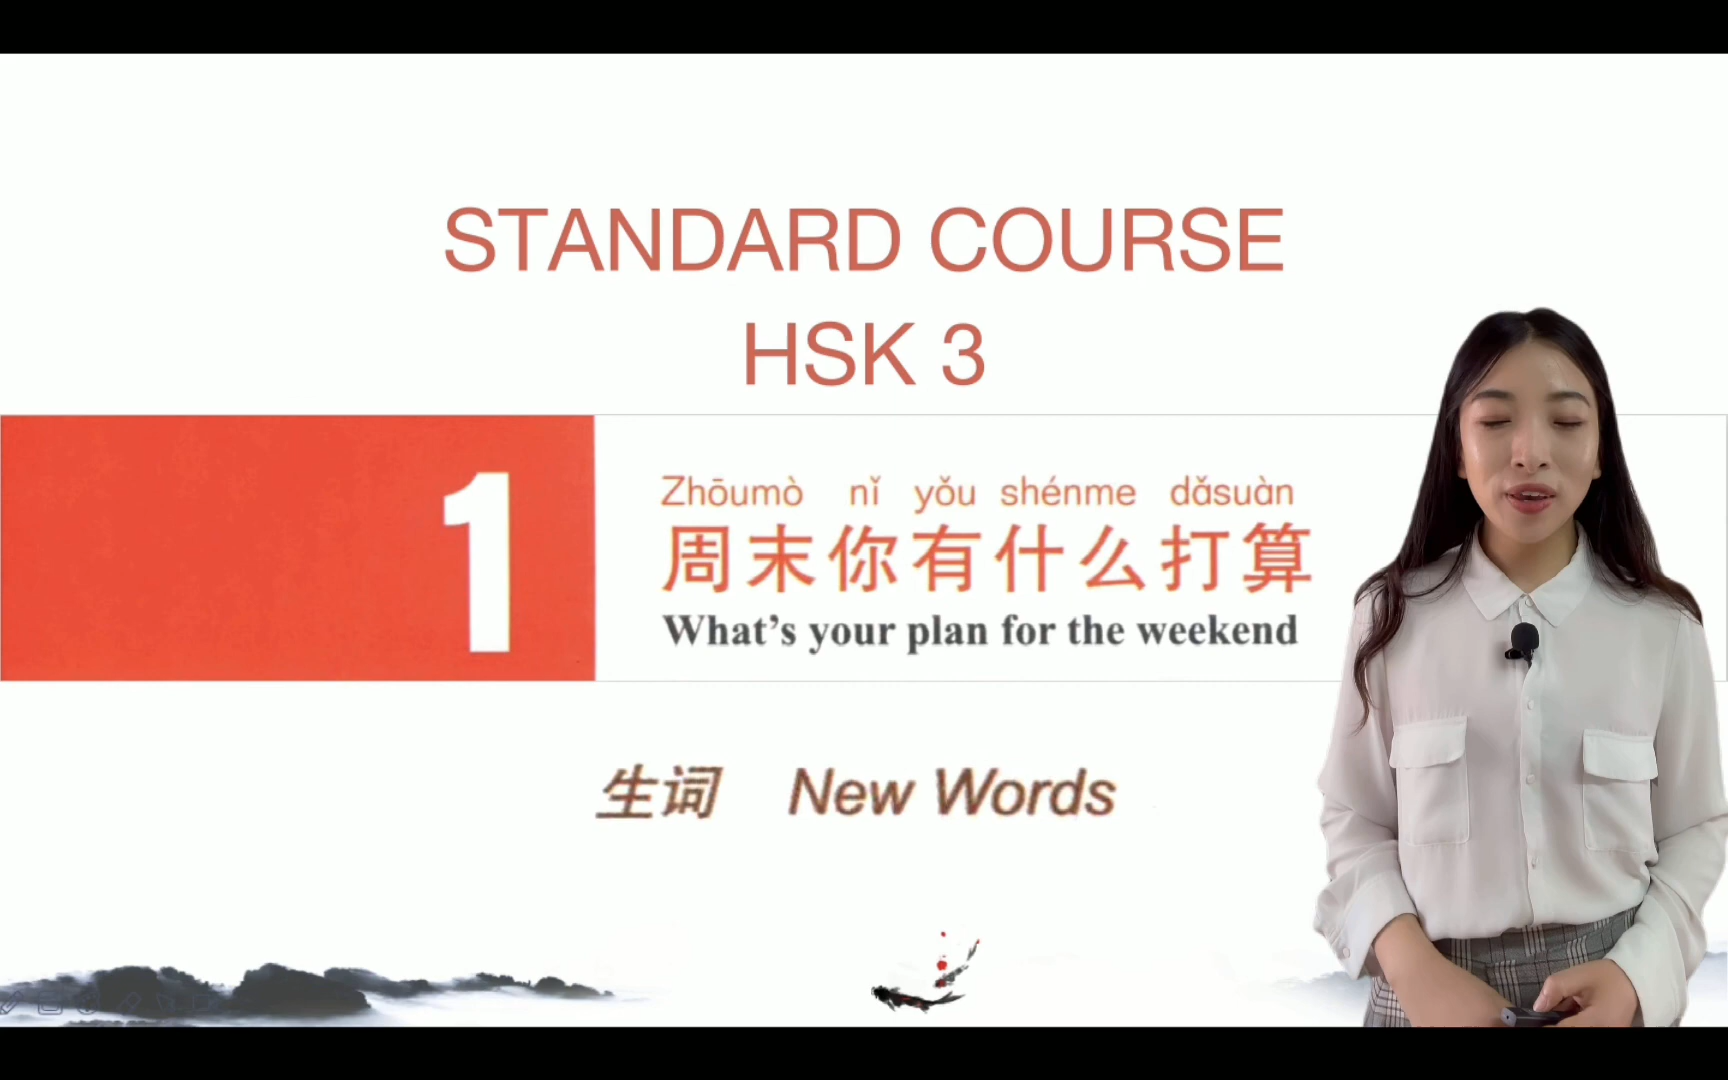 STANDARD COURSE
HSK 3
1
Zhōumò nǐ yǒu shénme dǎsuàn
周末你有什么打算
What's your plan for the weekend
生词 New Words